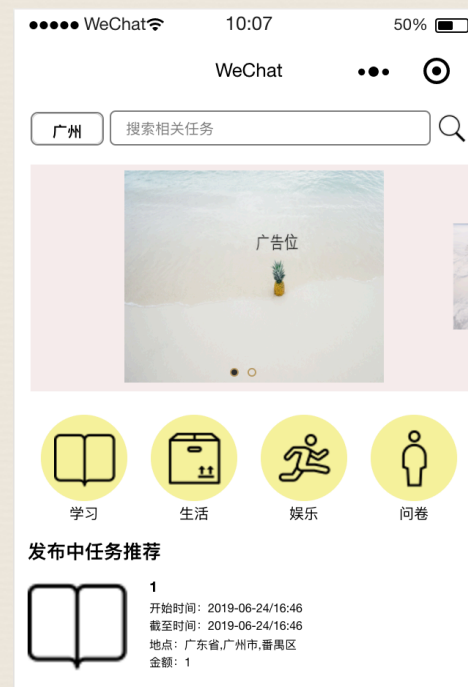 WeChat 10:07 50%
WeChat
广州 搜索相关任务
广告位
学习 生活 娱乐 问卷
发布中任务推荐
1
开始时间：2019-06-24/16:46
截至时间：2019-06-24/16:46
地点：广东省,广州市,番禺区
金额：1